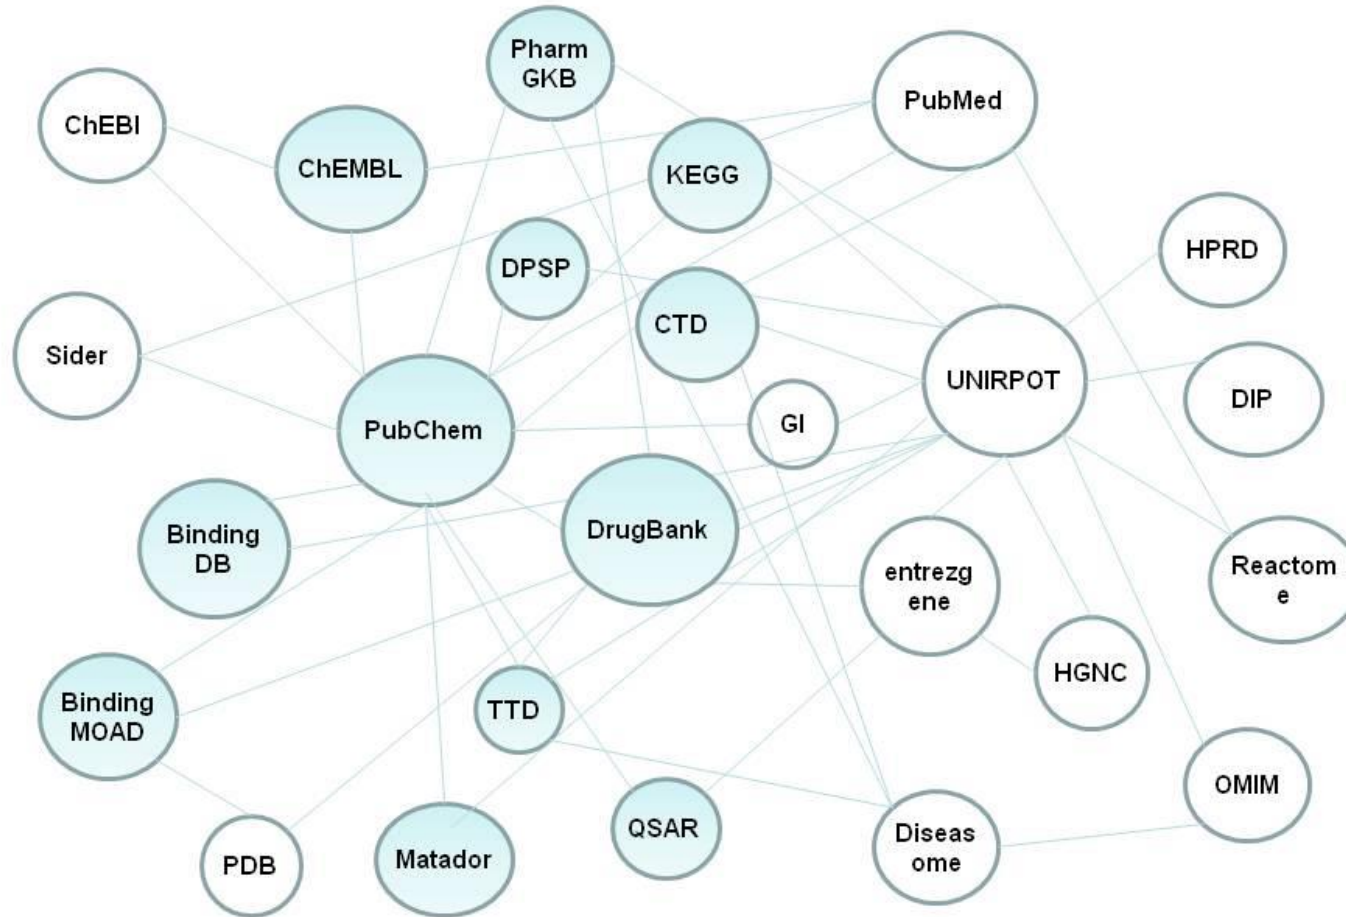 Pharm
GKB
PubMed
ChEBI
ChEMBL
KEGG
HPRD
DPSP
CTD
Sider
UNIRPOT
DIP
PubChem
GI
Binding
DB
DrugBank
entrezg
ene
Reactom
e
HGNC
Binding
MOAD
TTD
OMIM
QSAR
Diseas
ome
PDB
Matador